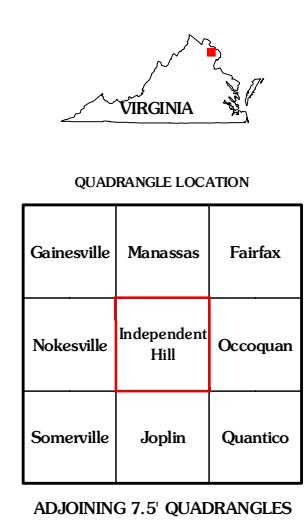 VIRGINIA
QUADRANGLE LOCATION
Gainesville Manassas Fairfax
Nokesville Independent Hill Occoquan
Somerville Joplin Quantico
ADJOINING 7.5' QUADRANGLES